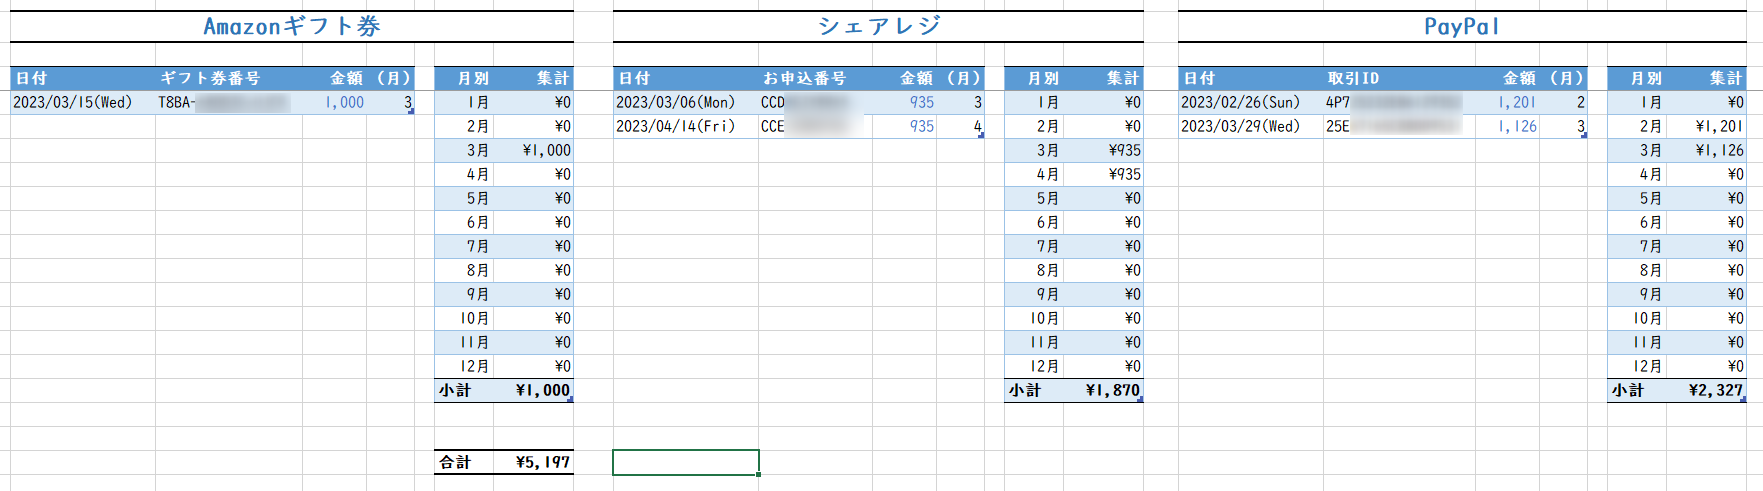 Amazonギフト券 シェアレジ PayPal
日付 ギフト券番号 金額 (月) 月別 集計 日付 お申込番号 金額 (月) 月別 集計 日付 取引ID 金額 (月) 月別 集計
2023/03/15(Wed) T8BA- 1,000 3 1月 ¥0 2023/03/06(Mon) CCD 935 3 1月 ¥0 2023/02/26(Sun) 4P7 1,201 2 1月 ¥0
2月 ¥0 2023/04/14(Fri) CCE 935 4 2月 ¥0 2023/03/29(Wed) 25E 1,126 3 2月 ¥1,201
3月 ¥1,000 3月 ¥935 3月 ¥1,126
4月 ¥0 4月 ¥935 4月 ¥0
5月 ¥0 5月 ¥0 5月 ¥0
6月 ¥0 6月 ¥0 6月 ¥0
7月 ¥0 7月 ¥0 7月 ¥0
8月 ¥0 8月 ¥0 8月 ¥0
9月 ¥0 9月 ¥0 9月 ¥0
10月 ¥0 10月 ¥0 10月 ¥0
11月 ¥0 11月 ¥0 11月 ¥0
12月 ¥0 12月 ¥0 12月 ¥0
小計 ¥1,000 小計 ¥1,870 小計 ¥2,327
合計 ¥5,197